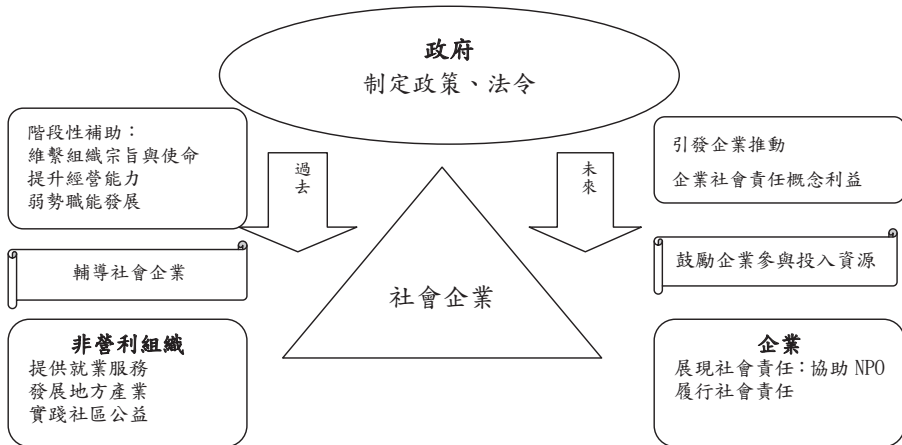 政府
制定政策、法令
階段性補助：
維繫組織宗旨與使命
提升經營能力
弱勢職能發展
過去
未來
引發企業推動
企業社會責任概念利益
輔導社會企業
社會企業
鼓勵企業參與投入資源
非營利組織
提供就業服務
發展地方產業
實踐社區公益
企業
展現社會責任：協助 NPO
履行社會責任